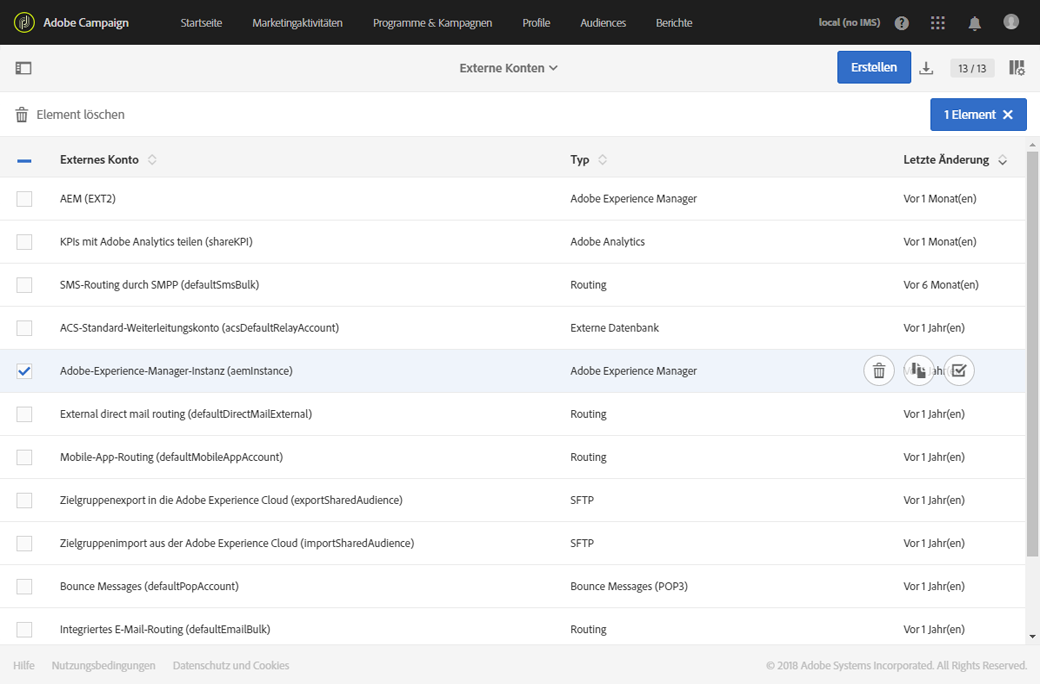 Adobe Campaign Startseite Marketingaktivitäten Programme & Kampagnen Profile Audiences Berichte local (no IMS)
Externe Konten Erstellen 13 / 13
Element löschen 1 Element
Externes Konto Typ Letzte Änderung
AEM (EXT2) Adobe Experience Manager Vor 1 Monat(en)
KPIs mit Adobe Analytics teilen (shareKPI) Adobe Analytics Vor 1 Monat(en)
SMS-Routing durch SMPP (defaultSmsBulk) Routing Vor 6 Monat(en)
ACS-Standard-Weiterleitungskonto (acsDefaultRelayAccount) Externe Datenbank Vor 1 Jahr(en)
Adobe-Experience-Manager-Instanz (aemInstance) Adobe Experience Manager
External direct mail routing (defaultDirectMailExternal) Routing Vor 1 Jahr(en)
Mobile-App-Routing (defaultMobileAppAccount) Routing Vor 1 Jahr(en)
Zielgruppenexport in die Adobe Experience Cloud (exportSharedAudience) SFTP Vor 1 Jahr(en)
Zielgruppenimport aus der Adobe Experience Cloud (importSharedAudience) SFTP Vor 1 Jahr(en)
Bounce Messages (defaultPopAccount) Bounce Messages (POP3) Vor 1 Jahr(en)
Integriertes E-Mail-Routing (defaultEmailBulk) Routing Vor 1 Jahr(en)
Hilfe Nutzungsbedingungen Datenschutz und Cookies © 2018 Adobe Systems Incorporated. All Rights Reserved.